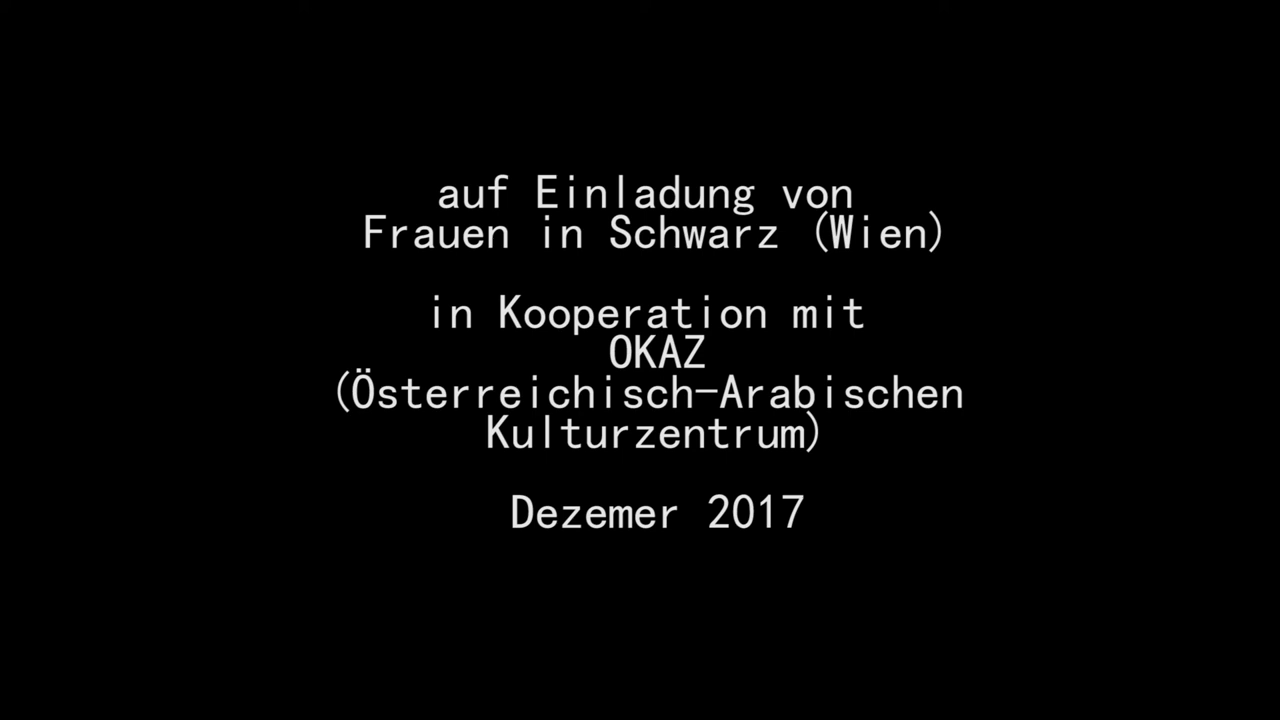 auf Einladung von
Frauen in Schwarz (Wien)
in Kooperation mit
OKAZ
(Österreichisch-Arabischen
Kulturzentrum)
Dezemer 2017